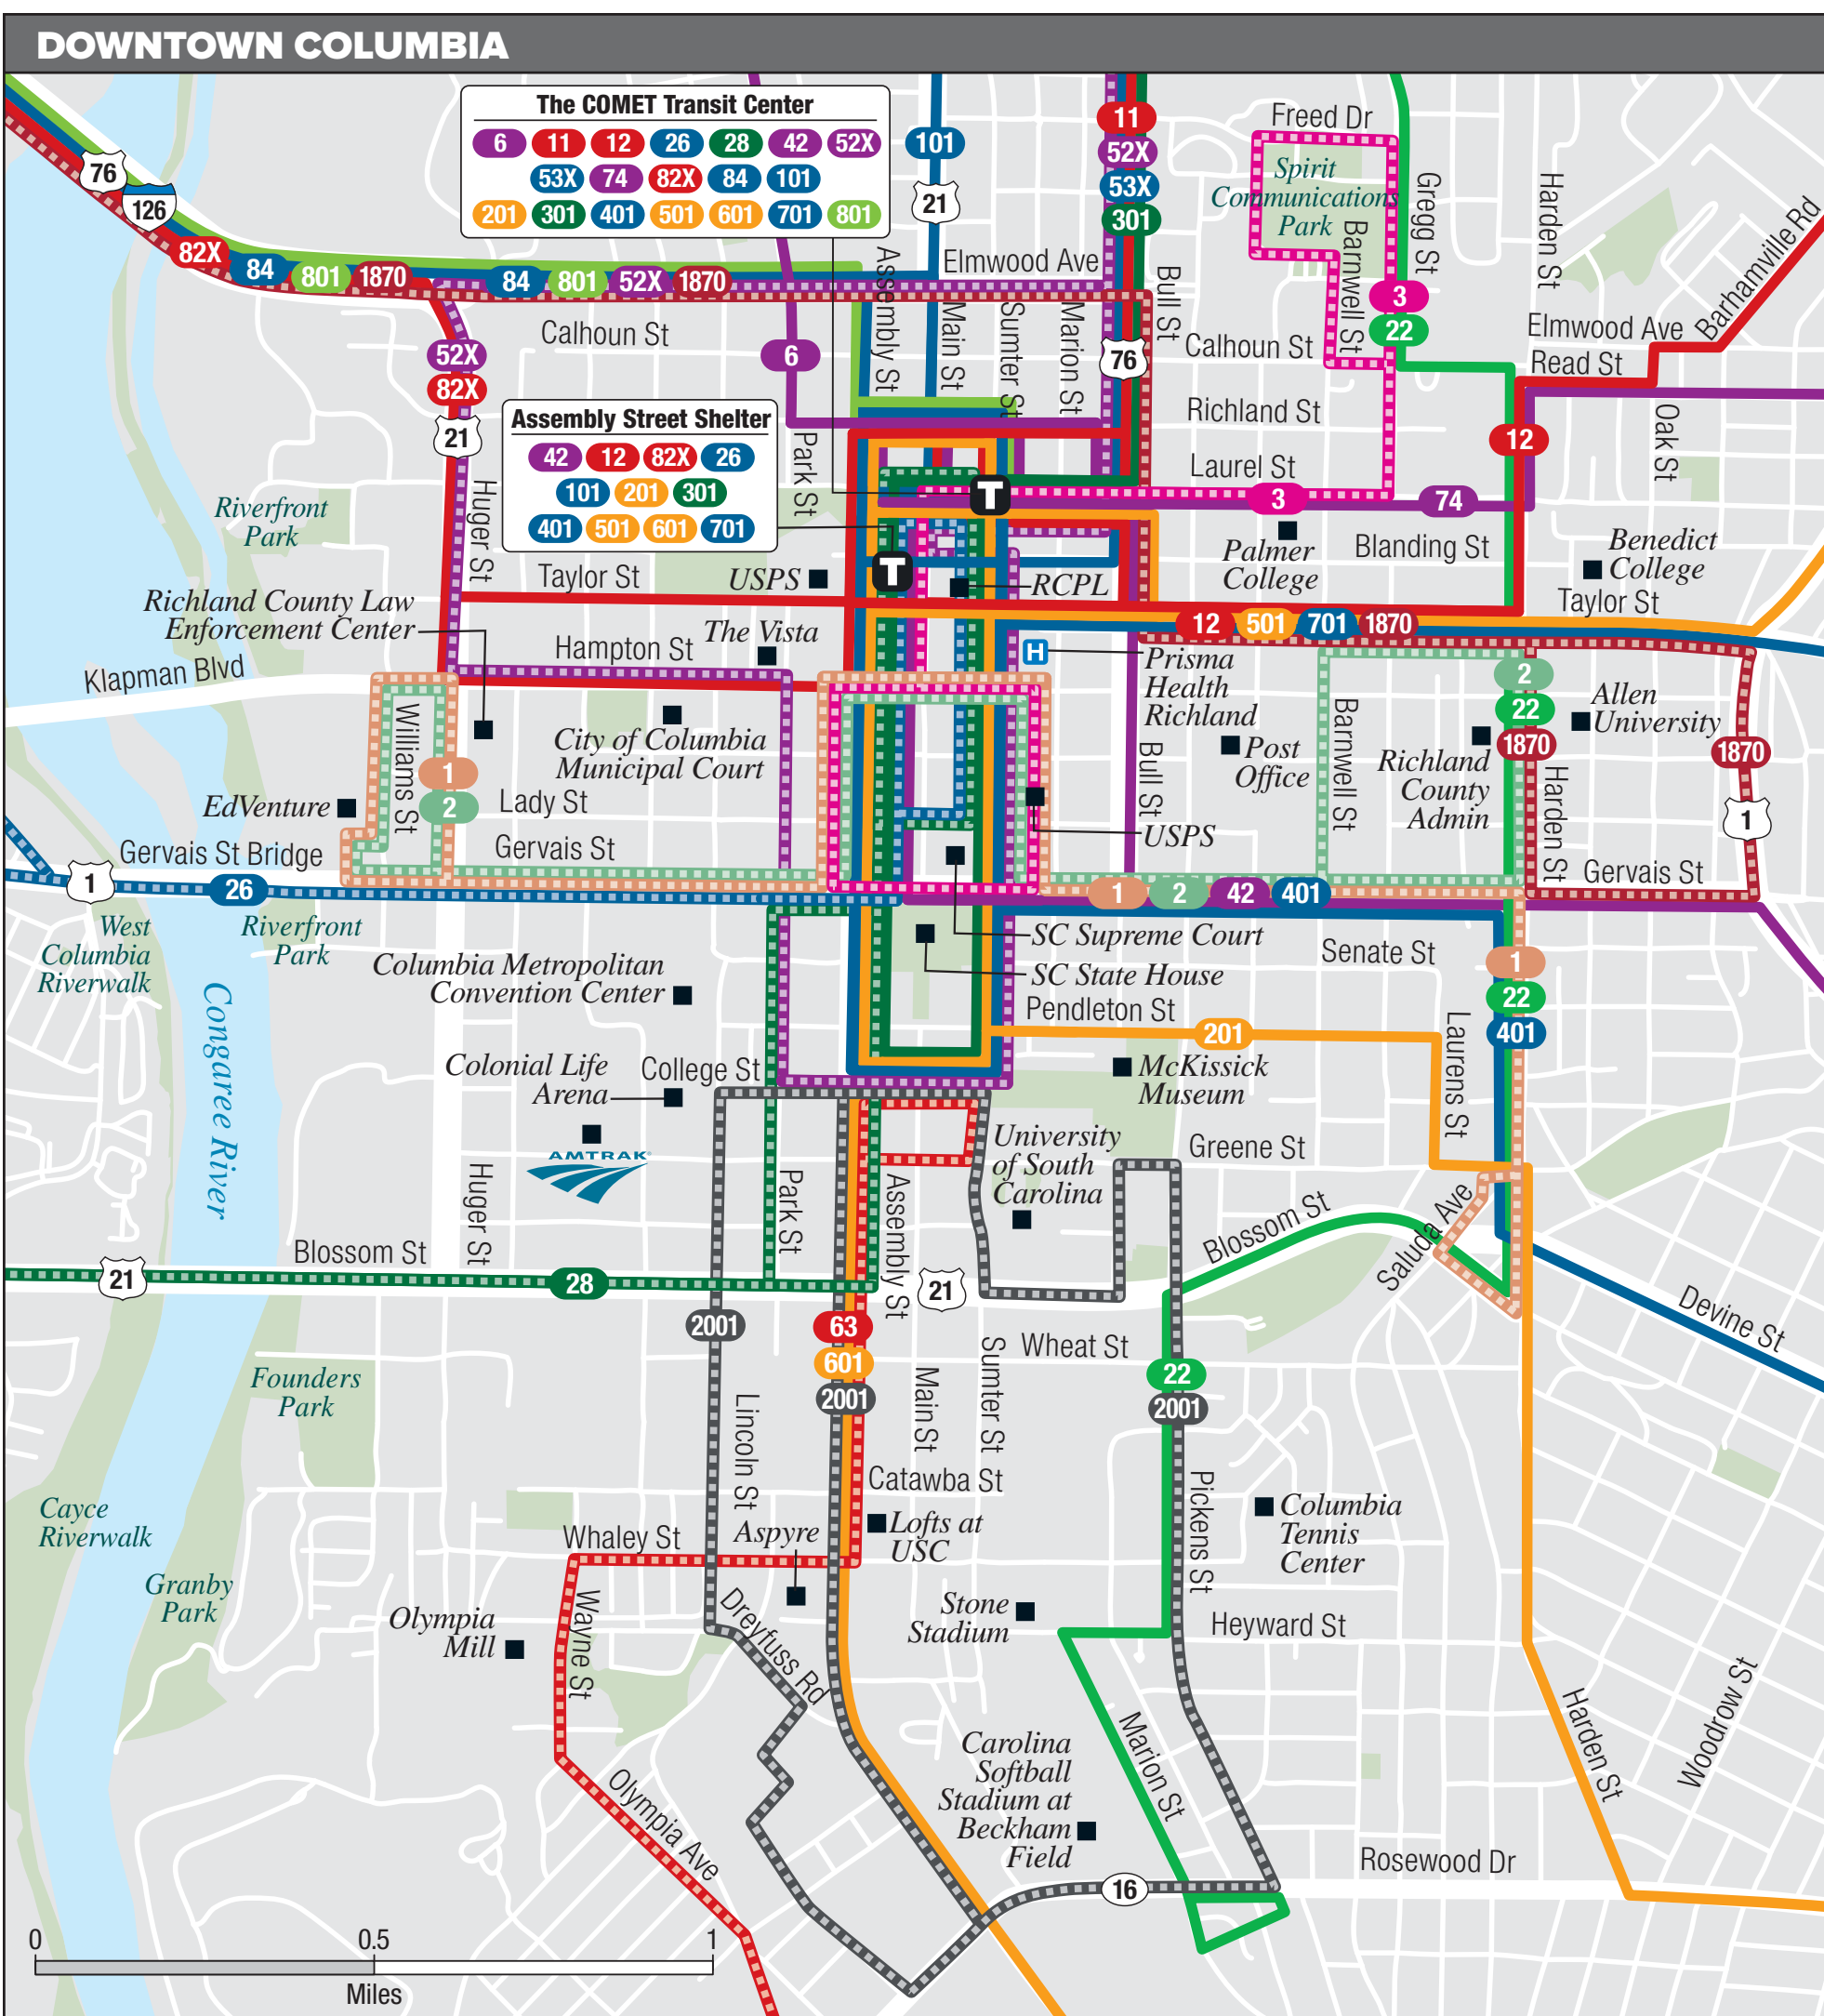 DOWNTOWN COLUMBIA
The COMET Transit Center
6 11 12 26 28 42 52X
53X 74 82X 84 101
201 301 401 501 601 701 801
101
21
11
52X
53X
301
Freed Dr
Spirit
Communications
Park
Barnwell St
Gregg St
Harden St
Barhamville Rd
76
126
82X
84
801
1870
84
801
52X
1870
Elmwood Ave
Assembly St
Main St
Sumter St
Marion St
Bull St
76
3
22
Calhoun St
Calhoun St
Elmwood Ave
Read St
52X
82X
21
6
Assembly Street Shelter
42 12 82X 26
101 201 301
401 501 601 701
Park St
Richland St
Laurel St
12
Oak St
T
3
74
Riverfront
Park
Huger St
Taylor St
USPS
T
RCPL
Palmer
College
Blanding St
Benedict
College
Taylor St
Richland County Law
Enforcement Center
Hampton St
The Vista
12
501
701
1870
H
Prisma
Health
Richland
Klapman Blvd
Williams St
City of Columbia
Municipal Court
Bull St
Post
Office
Barnwell St
Richland
County
Admin
2
22
1870
Allen
University
1870
Harden St
1
EdVenture
1
2
Lady St
USPS
Gervais St Bridge
Gervais St
Gervais St
1
26
1
2
42
401
West
Columbia
Riverwalk
Riverfront
Park
SC Supreme Court
Senate St
Columbia Metropolitan
Convention Center
SC State House
Pendleton St
1
22
401
201
Laurens St
Congaree River
Colonial Life
Arena
College St
McKissick
Museum
AMTRAK
University
of South
Carolina
Greene St
Huger St
Park St
Assembly St
Blossom St
Saluda Ave
Blossom St
21
28
21
Devine St
2001
63
601
2001
Wheat St
22
2001
Founders
Park
Lincoln St
Main St
Sumter St
Catawba St
Pickens St
Columbia
Tennis
Center
Cayce
Riverwalk
Whaley St
Aspyre
Lofts at
USC
Granby
Park
Olympia
Mill
Wayne St
Dreyfuss Rd
Stone
Stadium
Heyward St
Harden St
Woodrow St
Marion St
Carolina
Softball
Stadium at
Beckham
Field
Olympia Ave
Rosewood Dr
16
0 0.5 1
Miles